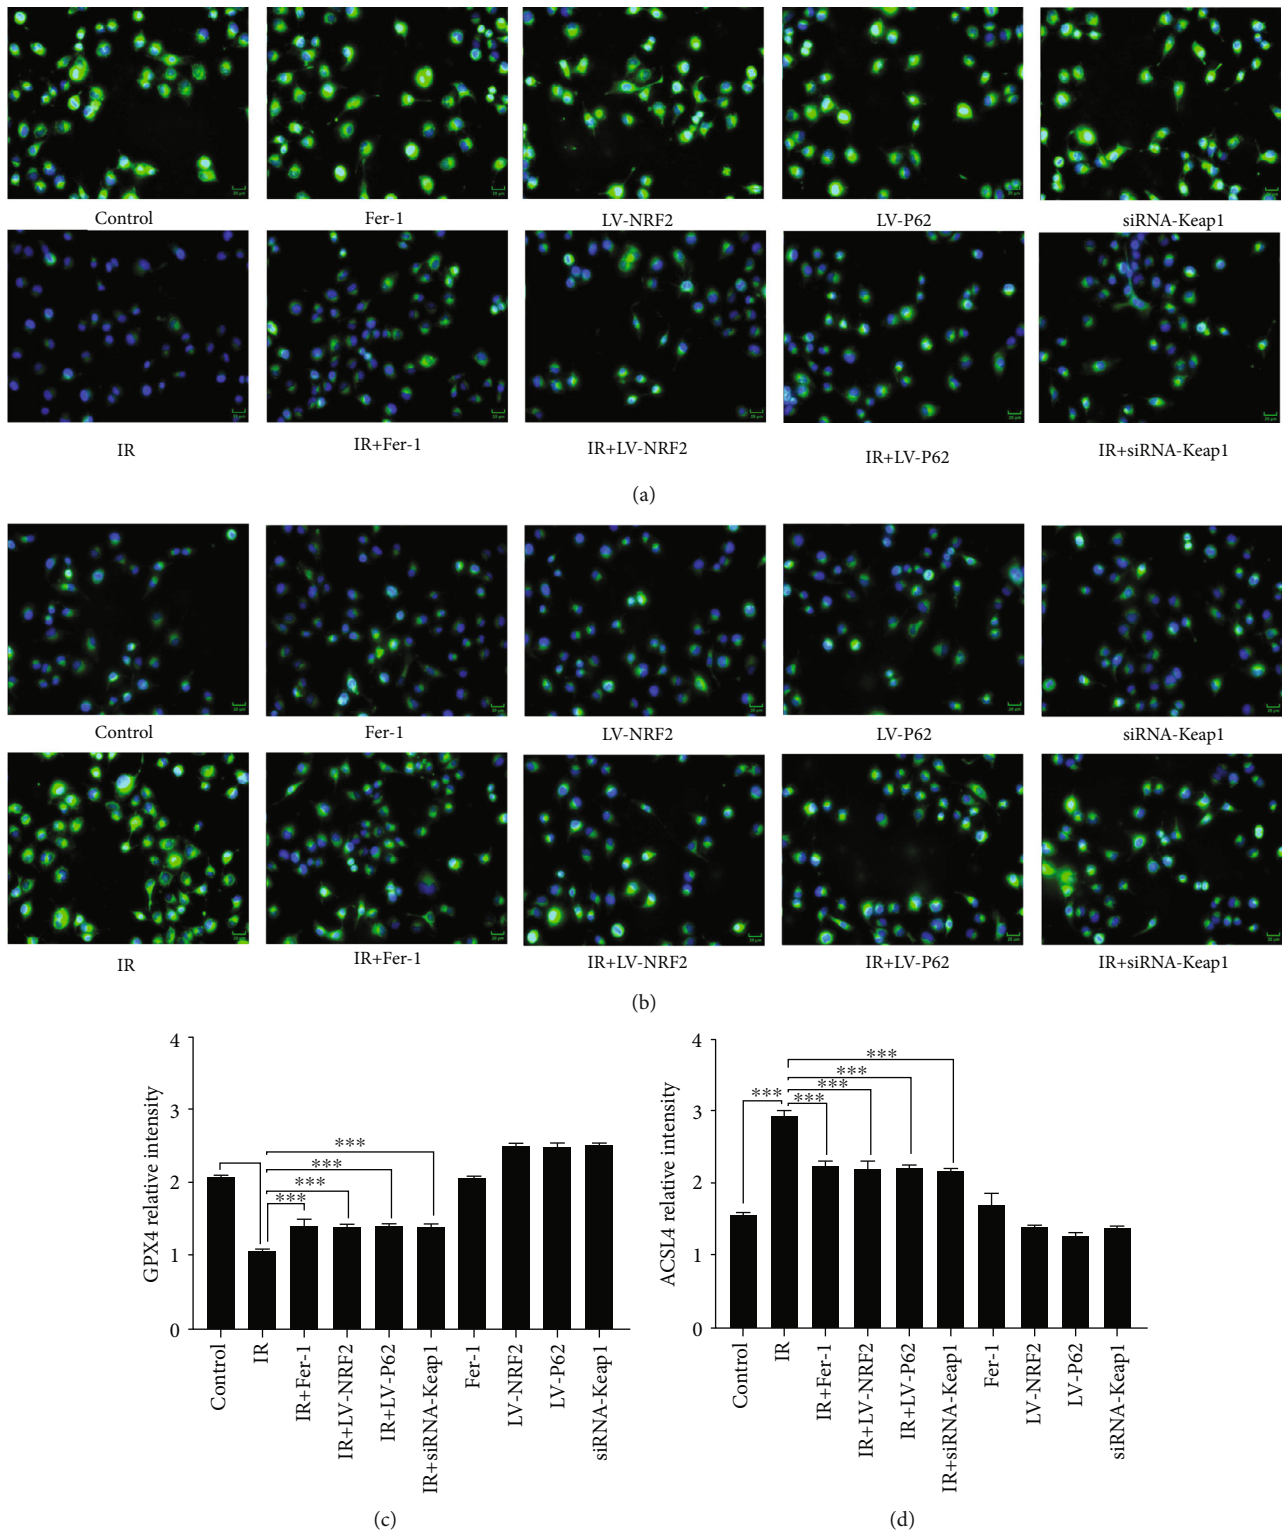 Control
Fer-1
LV-NRF2
LV-P62
siRNA-Keap1
IR
IR+Fer-1
IR+LV-NRF2
IR+LV-P62
IR+siRNA-Keap1
(a)
Control
Fer-1
LV-NRF2
LV-P62
siRNA-Keap1
IR
IR+Fer-1
IR+LV-NRF2
IR+LV-P62
IR+siRNA-Keap1
(b)
GPX4 relative intensity
4
3
2
1
0
***
***
***
***
Control
IR
IR+Fer-1
IR+LV-NRF2
IR+LV-P62
IR+siRNA-Keap1
Fer-1
LV-NRF2
LV-P62
siRNA-Keap1
(c)
ACSL4 relative intensity
4
3
2
1
0
***
***
***
***
***
Control
IR
IR+Fer-1
IR+LV-NRF2
IR+LV-P62
IR+siRNA-Keap1
Fer-1
LV-NRF2
LV-P62
siRNA-Keap1
(d)